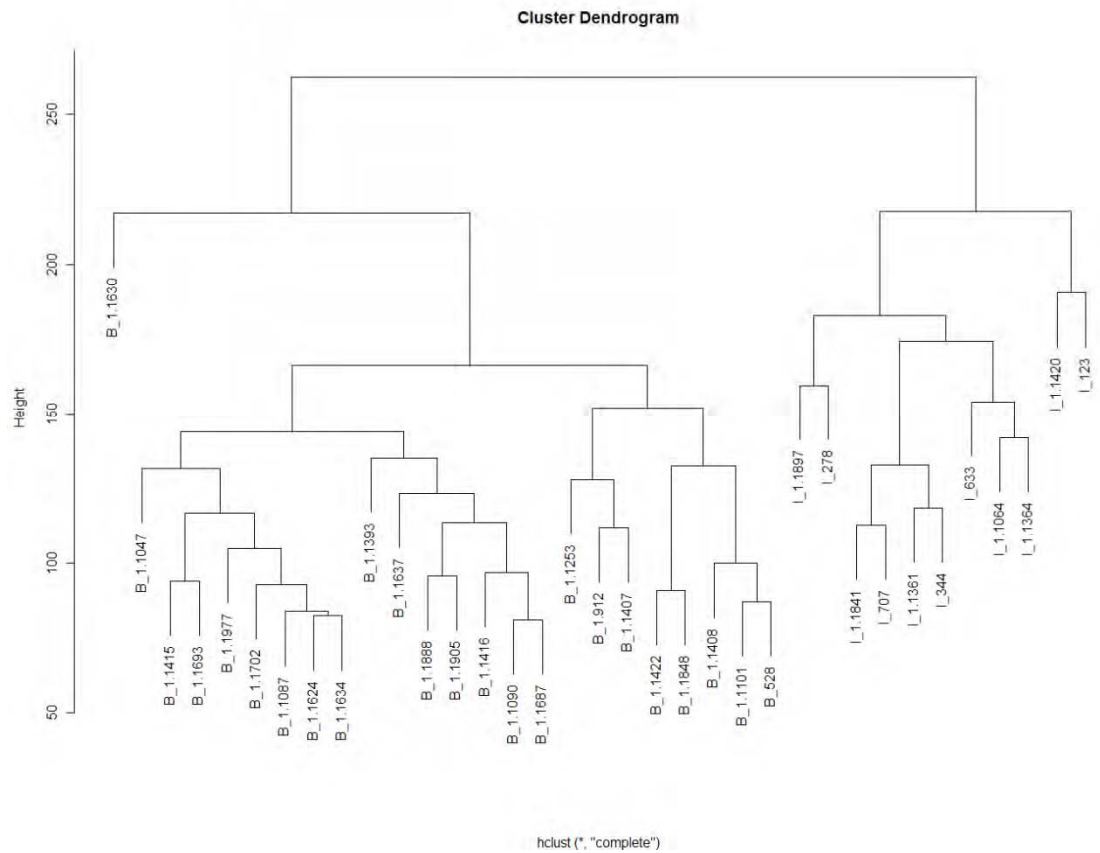 Cluster Dendrogram
Height
250
200
150
100
50
B_1.1630
B_1.1047
B_1.1415
B_1.1693
B_1.1977
B_1.1702
B_1.1087
B_1.1624
B_1.1634
B_1.1393
B_1.1637
B_1.1888
B_1.1905
B_1.1416
B_1.1090
B_1.1687
B_1.1253
B_1.912
B_1.1407
B_1.1422
B_1.1848
B_1.1408
B_1.1101
B_528
I_1.1897
I_278
I_1.1841
I_707
I_1.1361
I_344
I_633
I_1.1064
I_1.1364
I_1.1420
I_123
hclust (*, "complete")